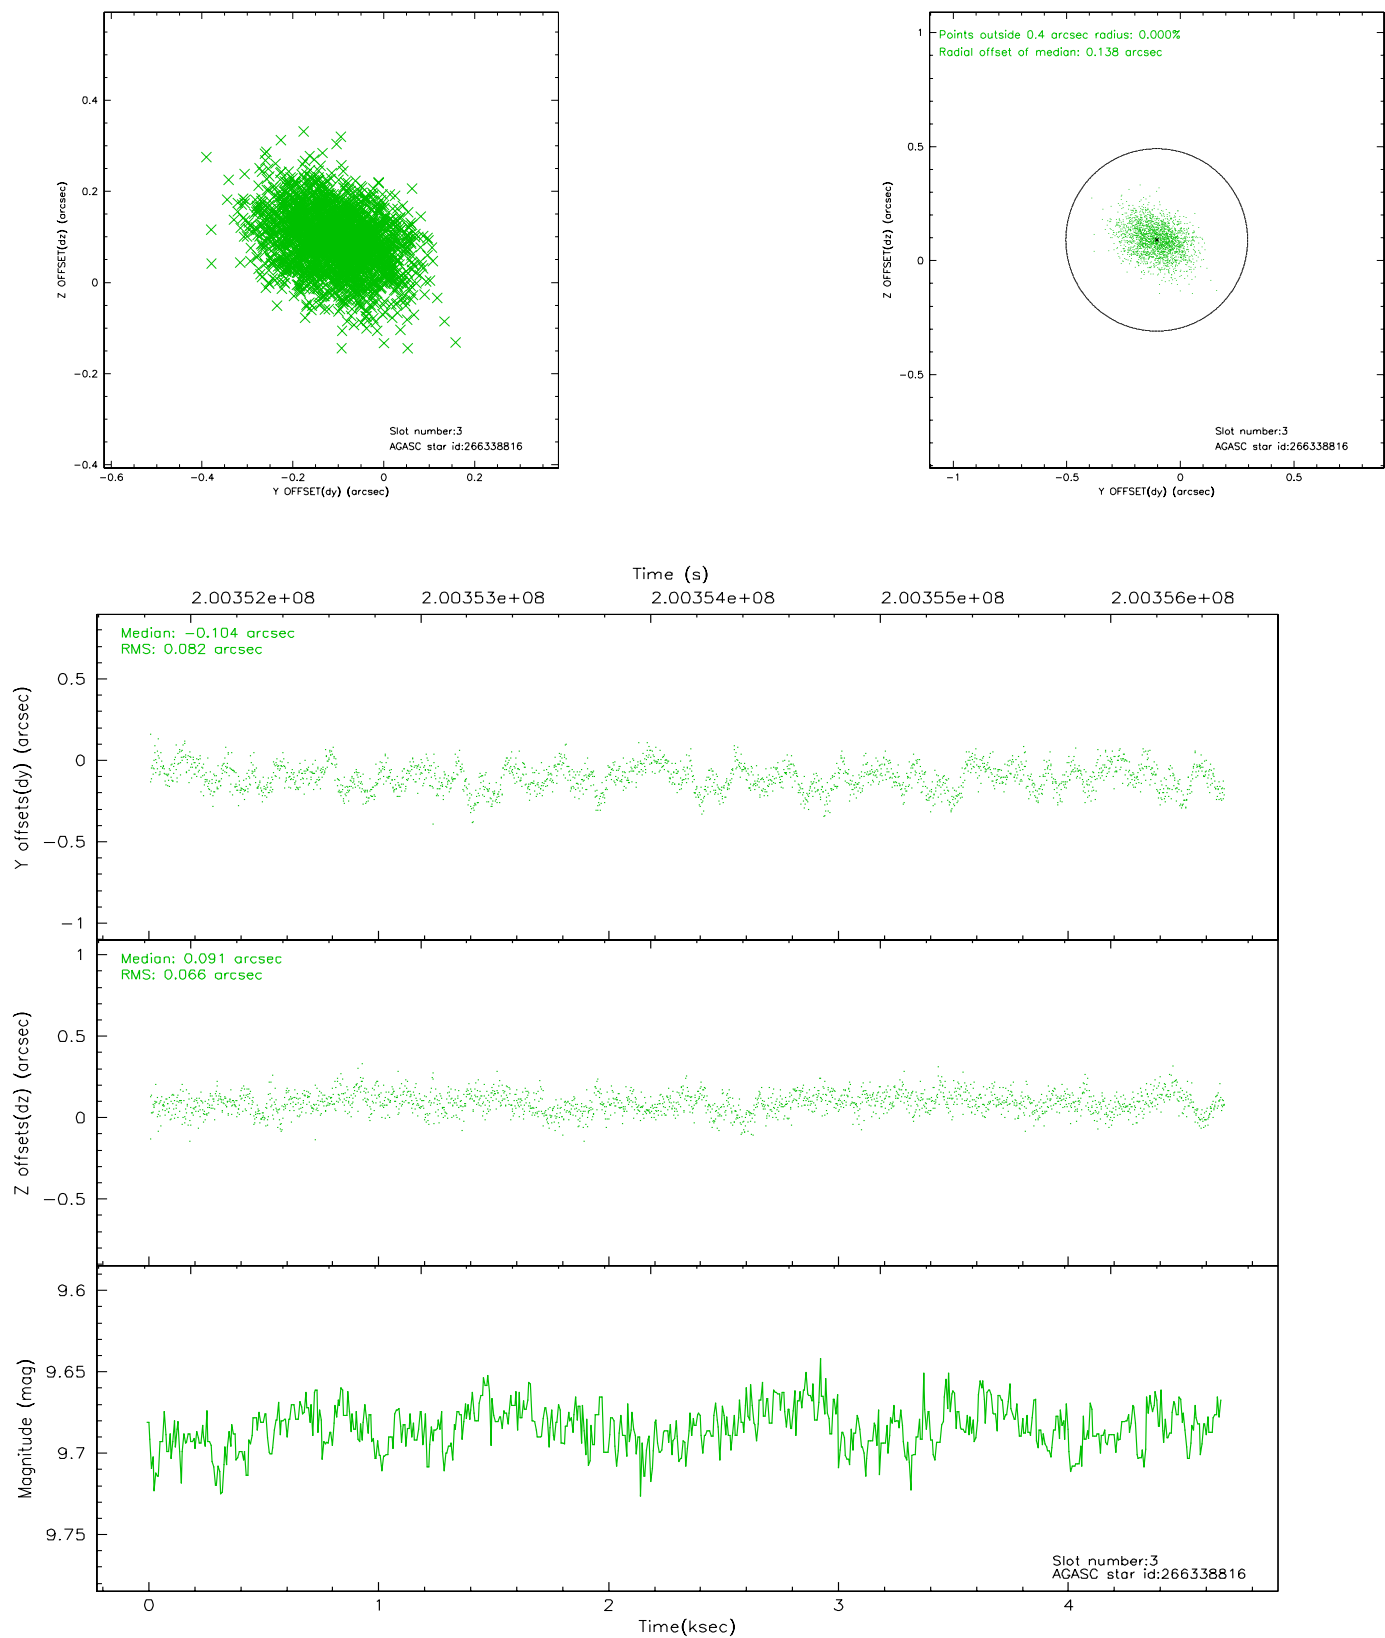 0.4
0.2
0
−0.2
−0.4
Z OFFSET(dz) (arcsec)
Slot number:3
AGASC star id:266338816
−0.6 −0.4 −0.2 0 0.2
Y OFFSET(dy) (arcsec)
Points outside 0.4 arcsec radius: 0.000%
Radial offset of median: 0.138 arcsec
1
0.5
0
−0.5
Z OFFSET(dz) (arcsec)
Slot number:3
AGASC star id:266338816
−1 −0.5 0 0.5
Y OFFSET(dy) (arcsec)
Time (s)
2.00352e+08 2.00353e+08 2.00354e+08 2.00355e+08 2.00356e+08
Median: −0.104 arcsec
RMS: 0.082 arcsec
0.5
0
−0.5
−1
Y offsets(dy) (arcsec)
Median: 0.091 arcsec
RMS: 0.066 arcsec
1
0.5
0
−0.5
Z offsets(dz) (arcsec)
9.6
9.65
9.7
9.75
Magnitude (mag)
Slot number:3
AGASC star id:266338816
0 1 2 3 4
Time(ksec)